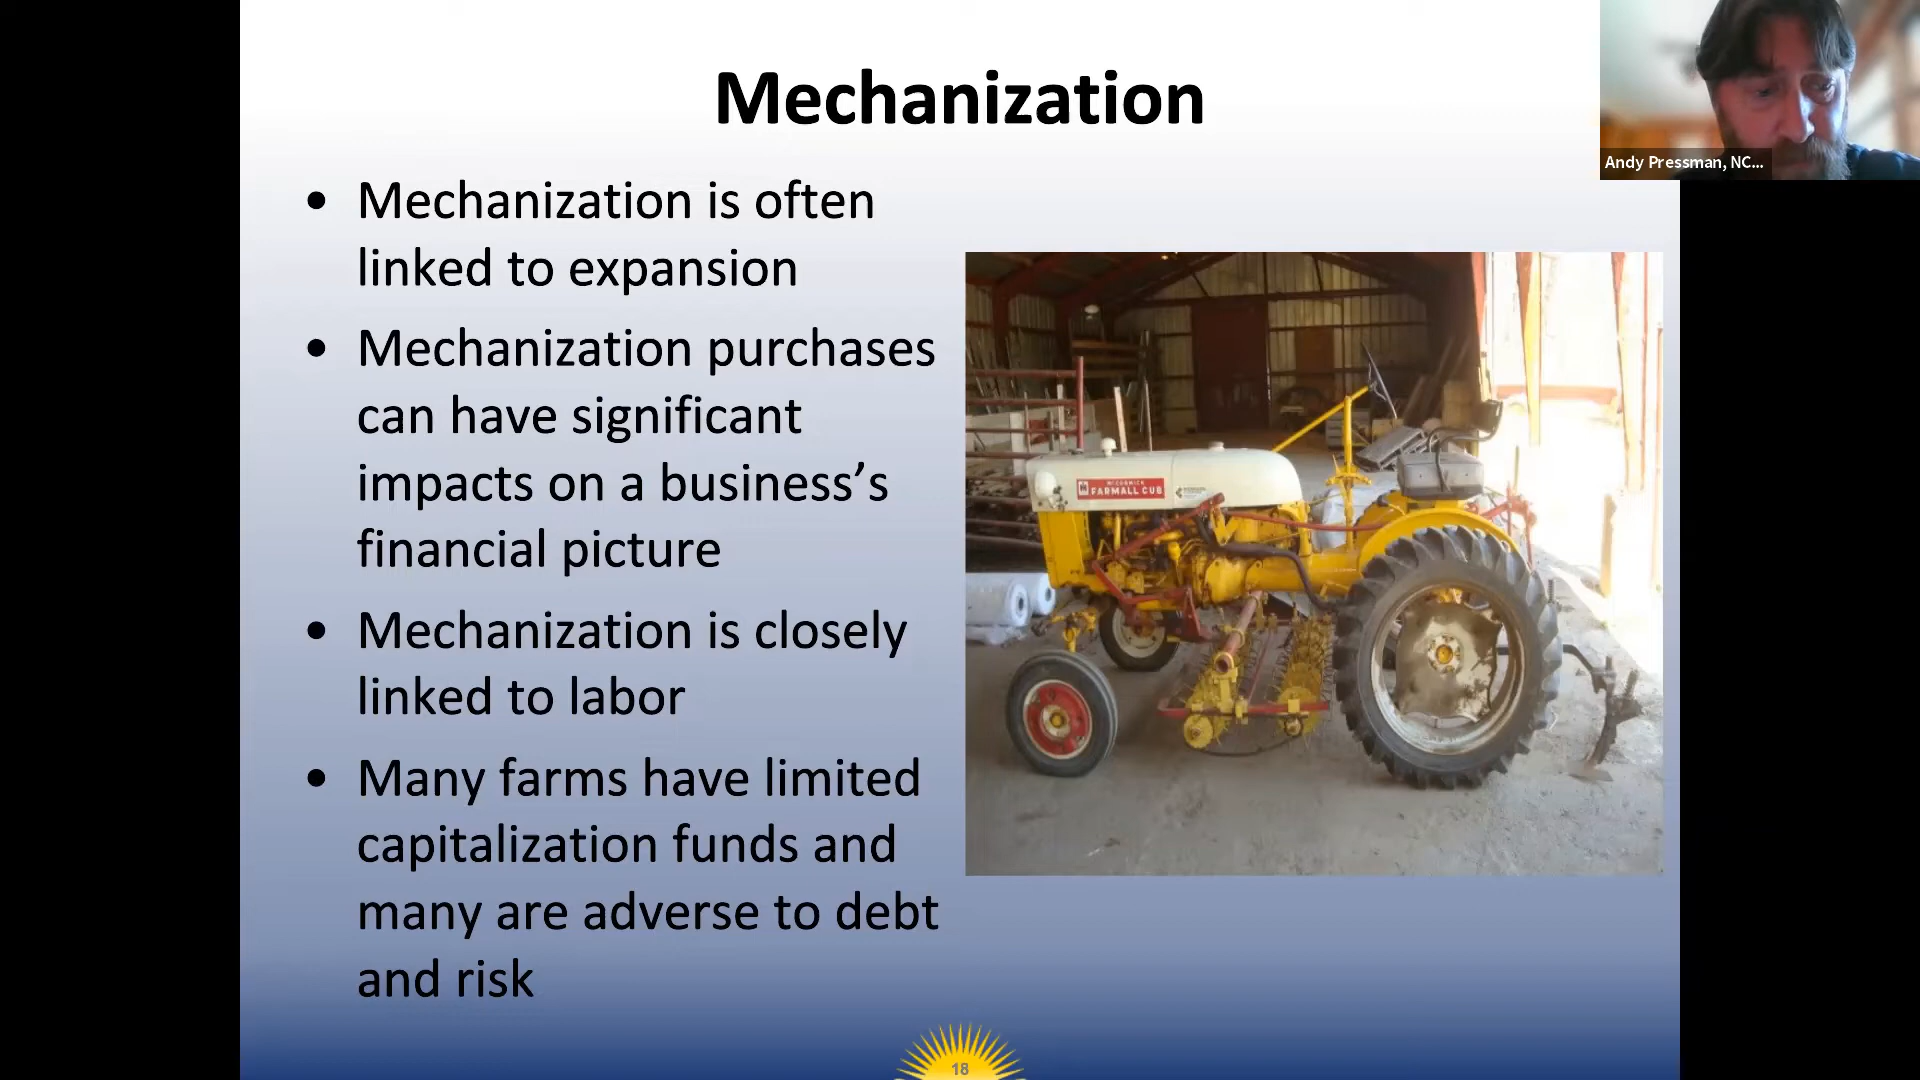 Mechanization
Andy Pressman, NC...
• Mechanization is often
linked to expansion
• Mechanization purchases
can have significant
impacts on a business’s
financial picture
• Mechanization is closely
linked to labor
• Many farms have limited
capitalization funds and
many are adverse to debt
and risk
McCORMICK
FARMALL CUB
18